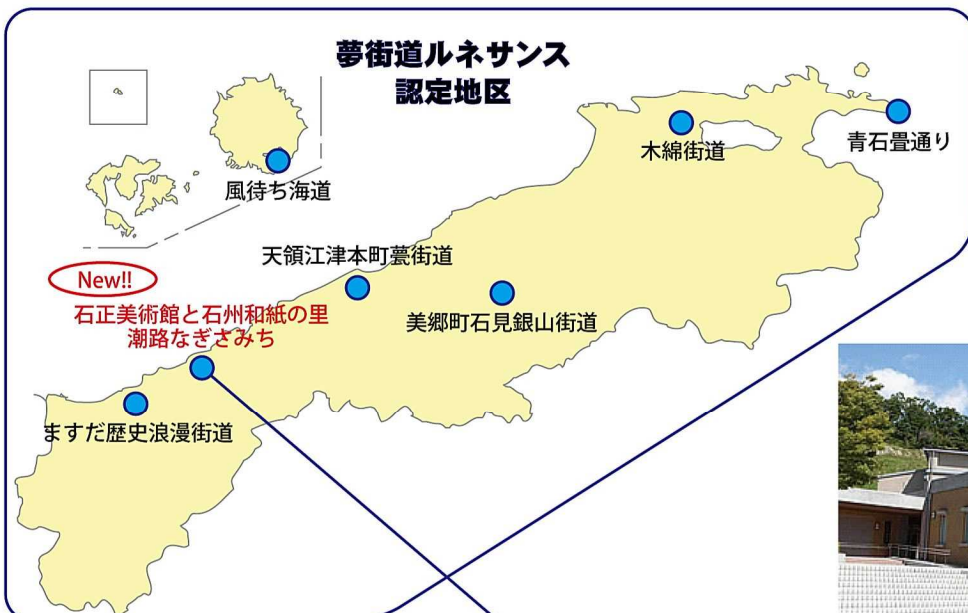 夢街道ルネサンス
認定地区
木綿街道
青石畳通り
風待ち海道
天領江津本町甍街道
New!!
石正美術館と石州和紙の里
潮路なぎさみち
美郷町石見銀山街道
ますだ歴史浪漫街道